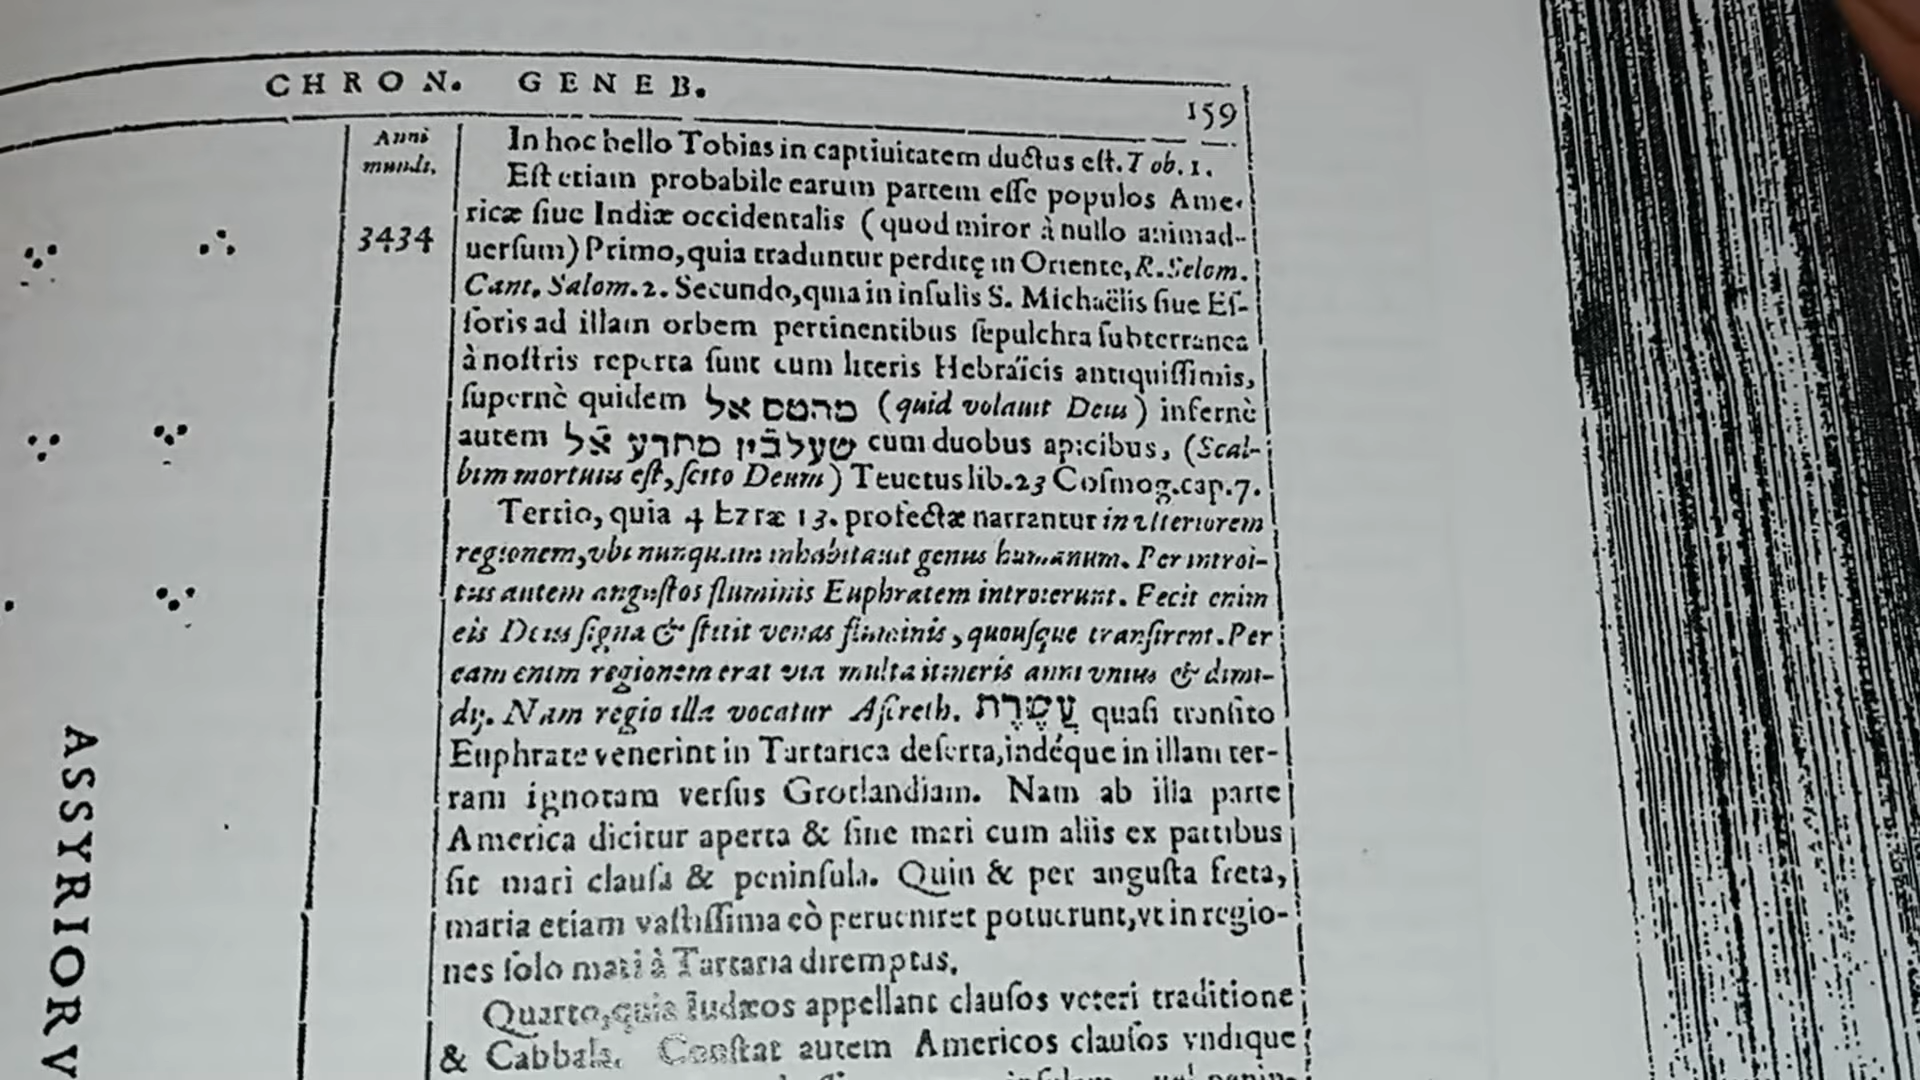 CHRON. GENEB.
159
Anni
mundi,
3434
In hoc bello Tobias in captiuitatem ductus eſt. Tob. 1.
Eſt etiam probabile earum partem eſſe populos Ame-
ricæ ſiue Indiæ occidentalis (quod miror à nullo animad-
uerſum) Primo, quia traduntur perditę in Oriente, R. Selom.
Cant. Salom. 2. Secundo, quia in inſulis S. Michaëlis ſiue Eſ-
ſoris ad illam orbem pertinentibus ſepulchra ſubterranea
à noſtris reperta ſunt cum literis Hebraïcis antiquiſſimis,
ſupernè quidem מהטם אל (quid volauit Deus) infernè
autem שעלבין מחרע אל cum duobus apicibus, (Scal-
bim mortuus eſt, ſcito Deum) Teuetus lib. 23 Coſmog. cap. 7.
Tertio, quia 4 Ezræ 13. profectæ narrantur in vlteriorem
regionem, vbi nunquam inhabitauit genus humanum. Per introi-
tus autem anguſtos fluminis Euphratem introierunt. Fecit enim
eis Deus ſigna & ſtetit venas fluminis, quouſque tranſirent. Per
eam enim regionem erat via multa itineris anni vnius & dimi-
dij. Nam regio illa vocatur Aſereth. עֲסֶרֶת quaſi tranſito
Euphrate venerint in Tartarica deſerta, indéque in illam ter-
ram ignotam verſus Grotlandiam. Nam ab illa parte
America dicitur aperta & ſine mari cum aliis ex partibus
ſit mari clauſa & peninſula. Quin & per anguſta freta,
maria etiam vaſtiſſima eò peruenire potuerunt, vt in regio-
nes ſolo mari à Tartaria diremptas.
Quarto, quia Iudæos appellant clauſos veteri traditione
& Cabbala. Conſtat autem Americos clauſos vndique
ASSYRIORV